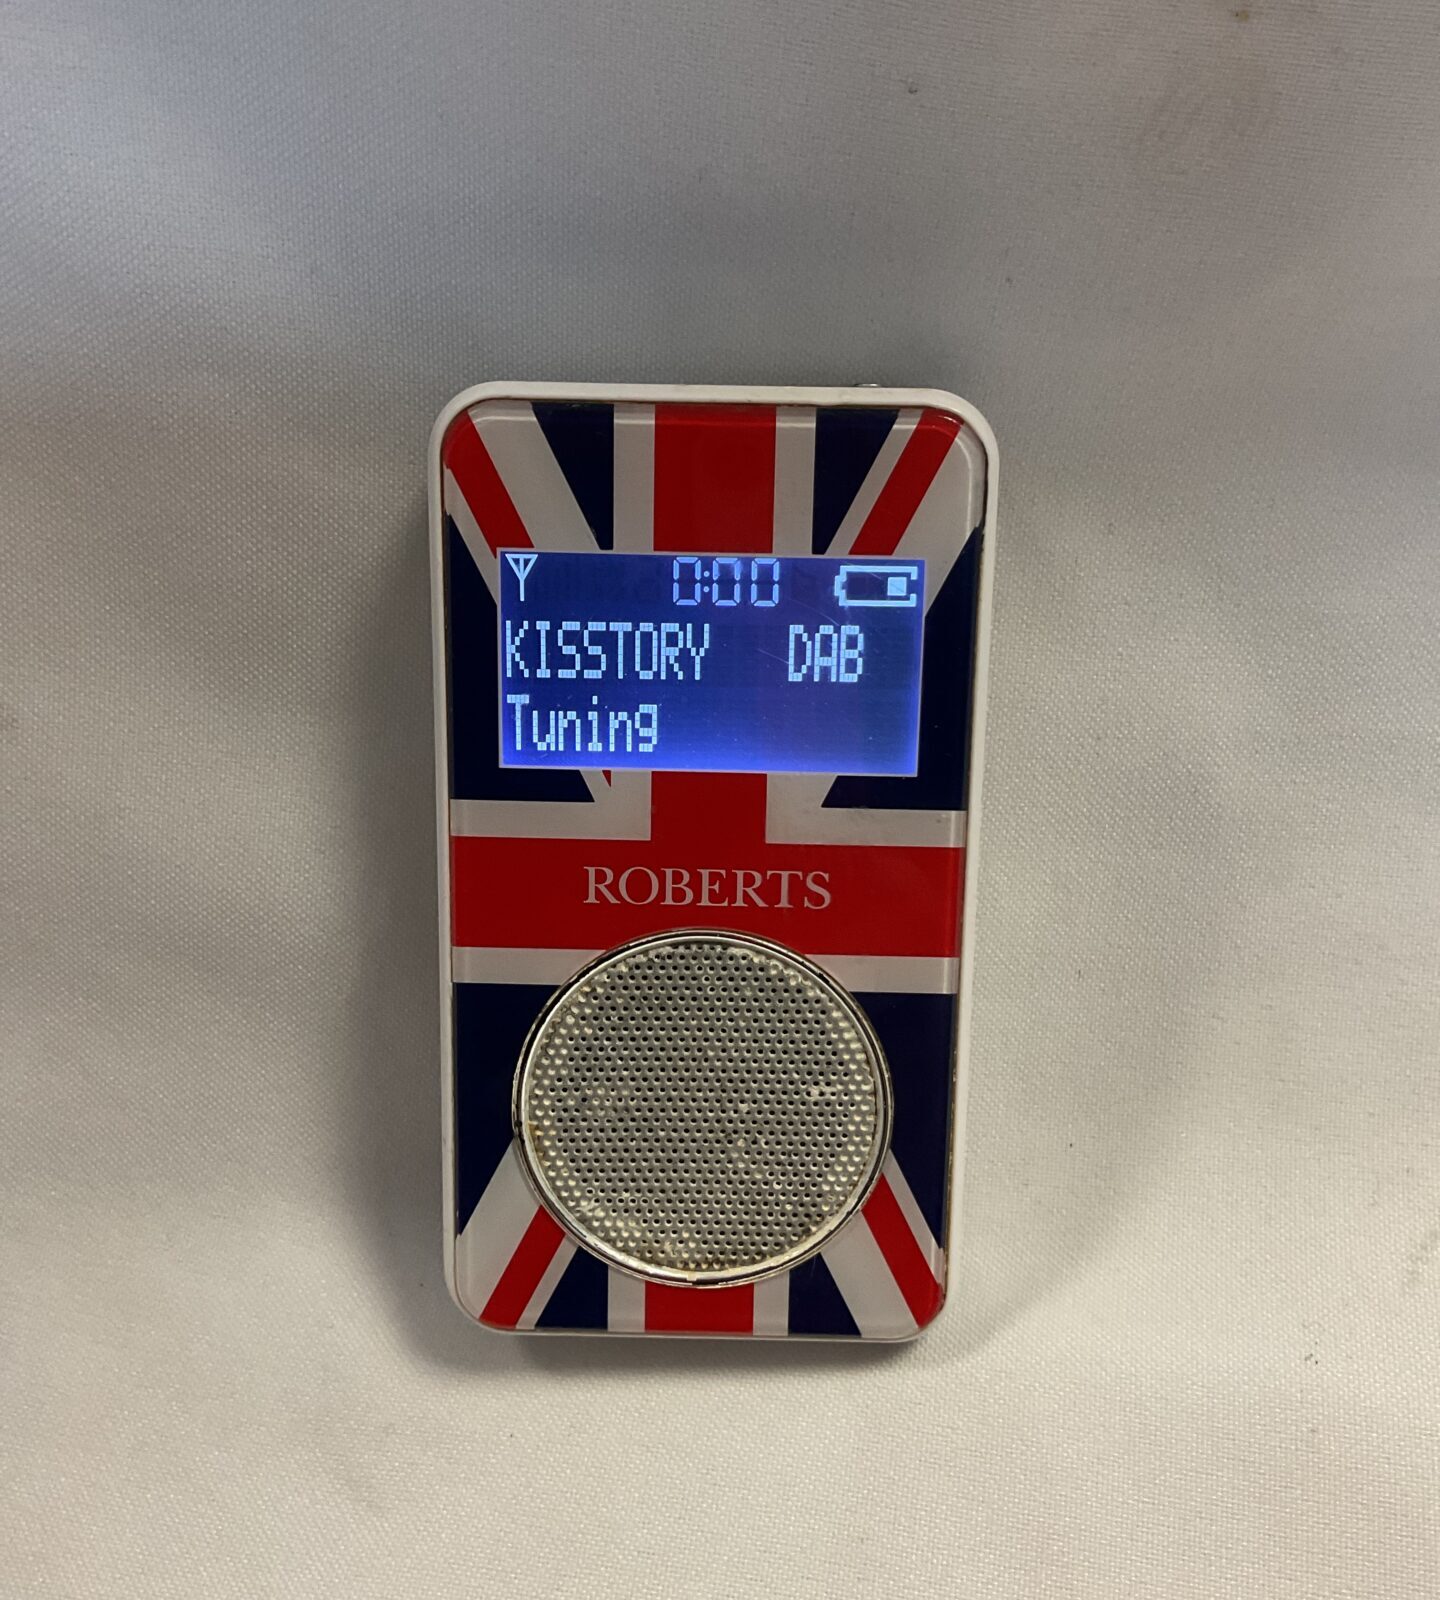 0:00
KISSTORY DAB
Tuning
ROBERTS